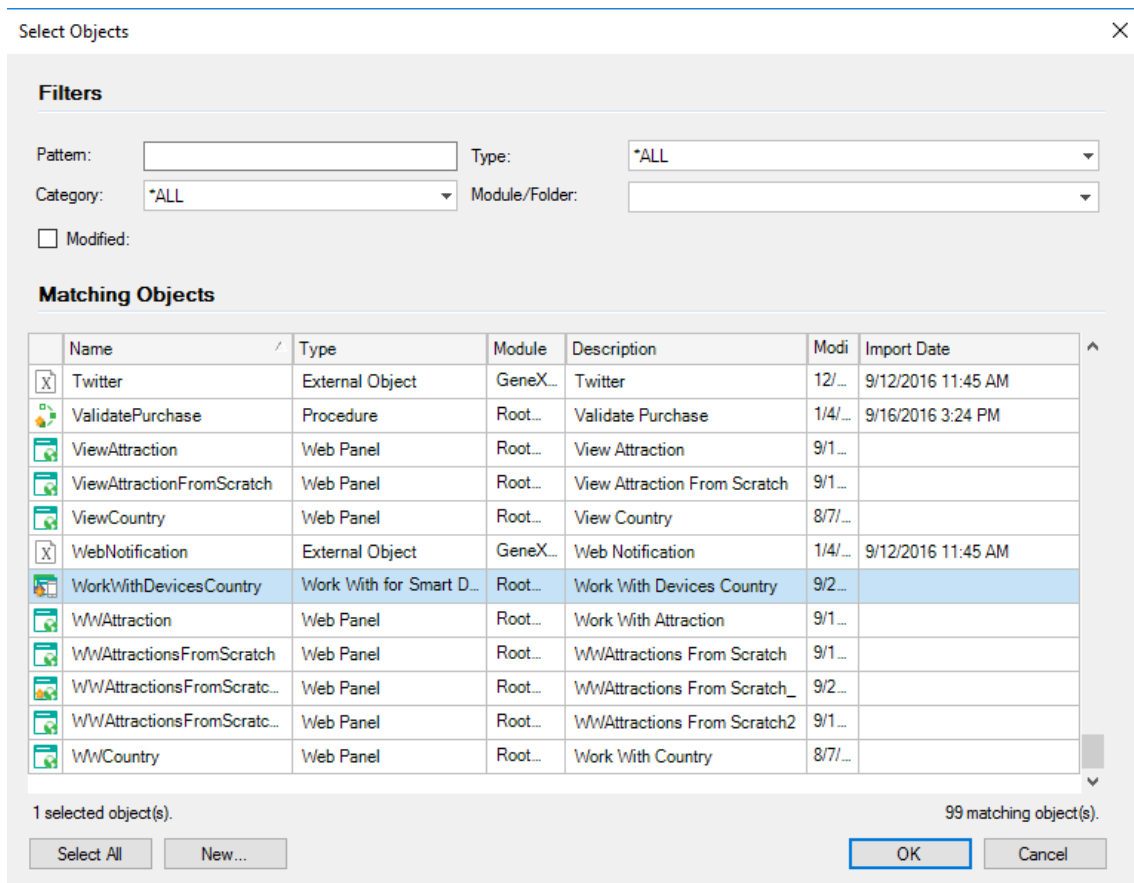 Select Objects
Filters
Pattern: Type: *ALL
Category: *ALL Module/Folder:
Modified:
Matching Objects
Name Type Module Description Modi Import Date
Twitter External Object GeneX... Twitter 12/... 9/12/2016 11:45 AM
ValidatePurchase Procedure Root... Validate Purchase 1/4/... 9/16/2016 3:24 PM
ViewAttraction Web Panel Root... View Attraction 9/1...
ViewAttractionFromScratch Web Panel Root... View Attraction From Scratch 9/1...
ViewCountry Web Panel Root... View Country 8/7/...
WebNotification External Object GeneX... Web Notification 1/4/... 9/12/2016 11:45 AM
WorkWithDevicesCountry Work With for Smart D... Root... Work With Devices Country 9/2...
WWAttraction Web Panel Root... Work With Attraction 9/1...
WWAttractionsFromScratch Web Panel Root... WWAttractions From Scratch 9/1...
WWAttractionsFromScratc... Web Panel Root... WWAttractions From Scratch_ 9/2...
WWAttractionsFromScratc... Web Panel Root... WWAttractions From Scratch2 9/1...
WWCountry Web Panel Root... Work With Country 8/7/...
1 selected object(s). 99 matching object(s).
Select All New... OK Cancel